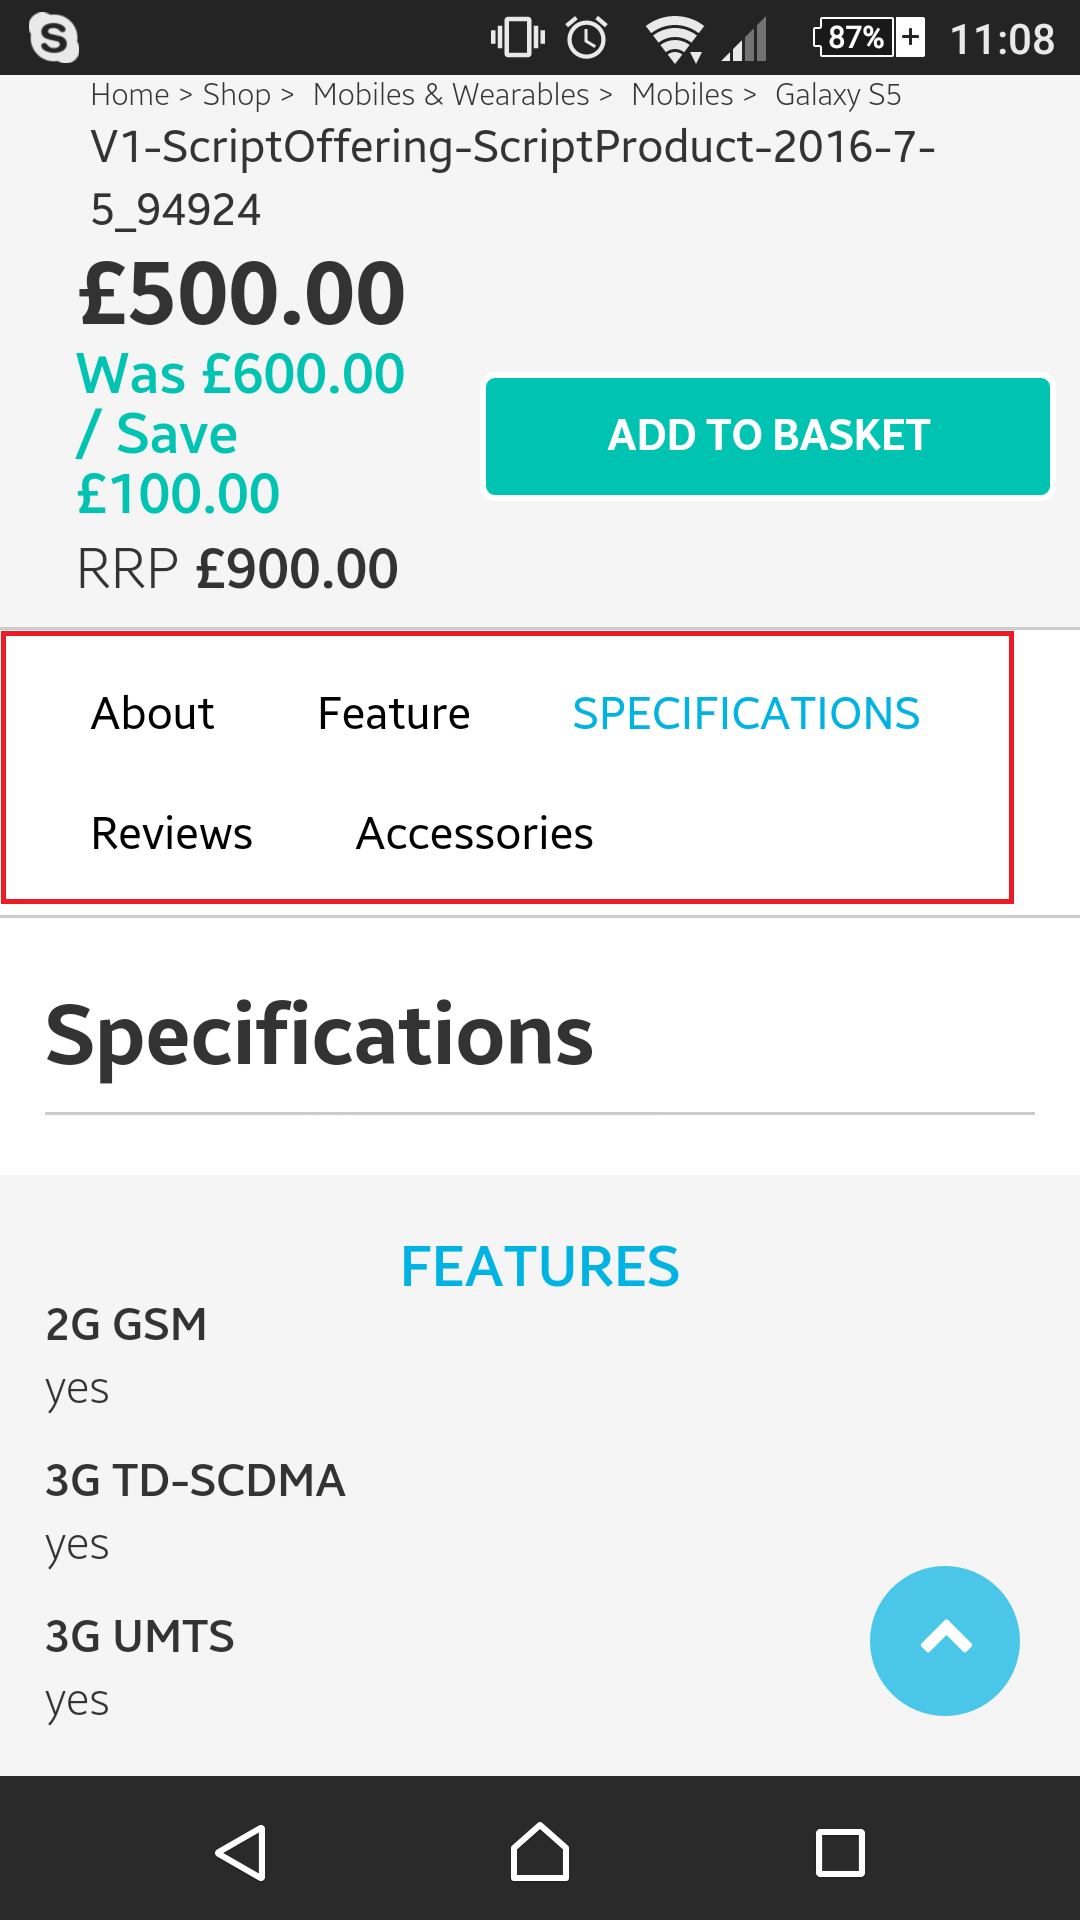 S 87% 11:08
Home > Shop > Mobiles & Wearables > Mobiles > Galaxy S5
V1-ScriptOffering-ScriptProduct-2016-7-
5_94924
£500.00
Was £600.00
/ Save
£100.00
ADD TO BASKET
RRP £900.00
About Feature SPECIFICATIONS
Reviews Accessories
Specifications
FEATURES
2G GSM
yes
3G TD-SCDMA
yes
3G UMTS
yes